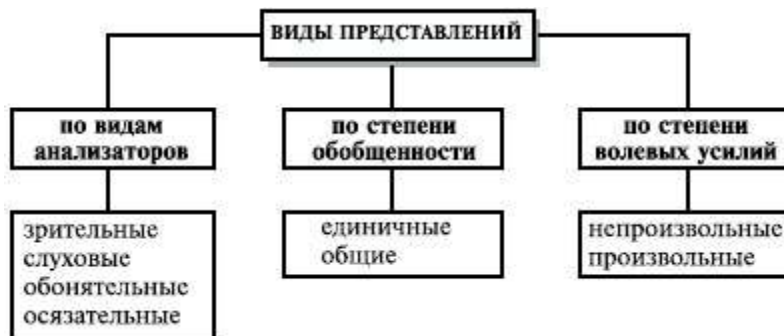 ВИДЫ ПРЕДСТАВЛЕНИЙ
по видам
анализаторов
по степени
обобщенности
по степени
волевых усилий
зрительные
слуховые
обонятельные
осязательные
единичные
общие
непроизвольные
произвольные